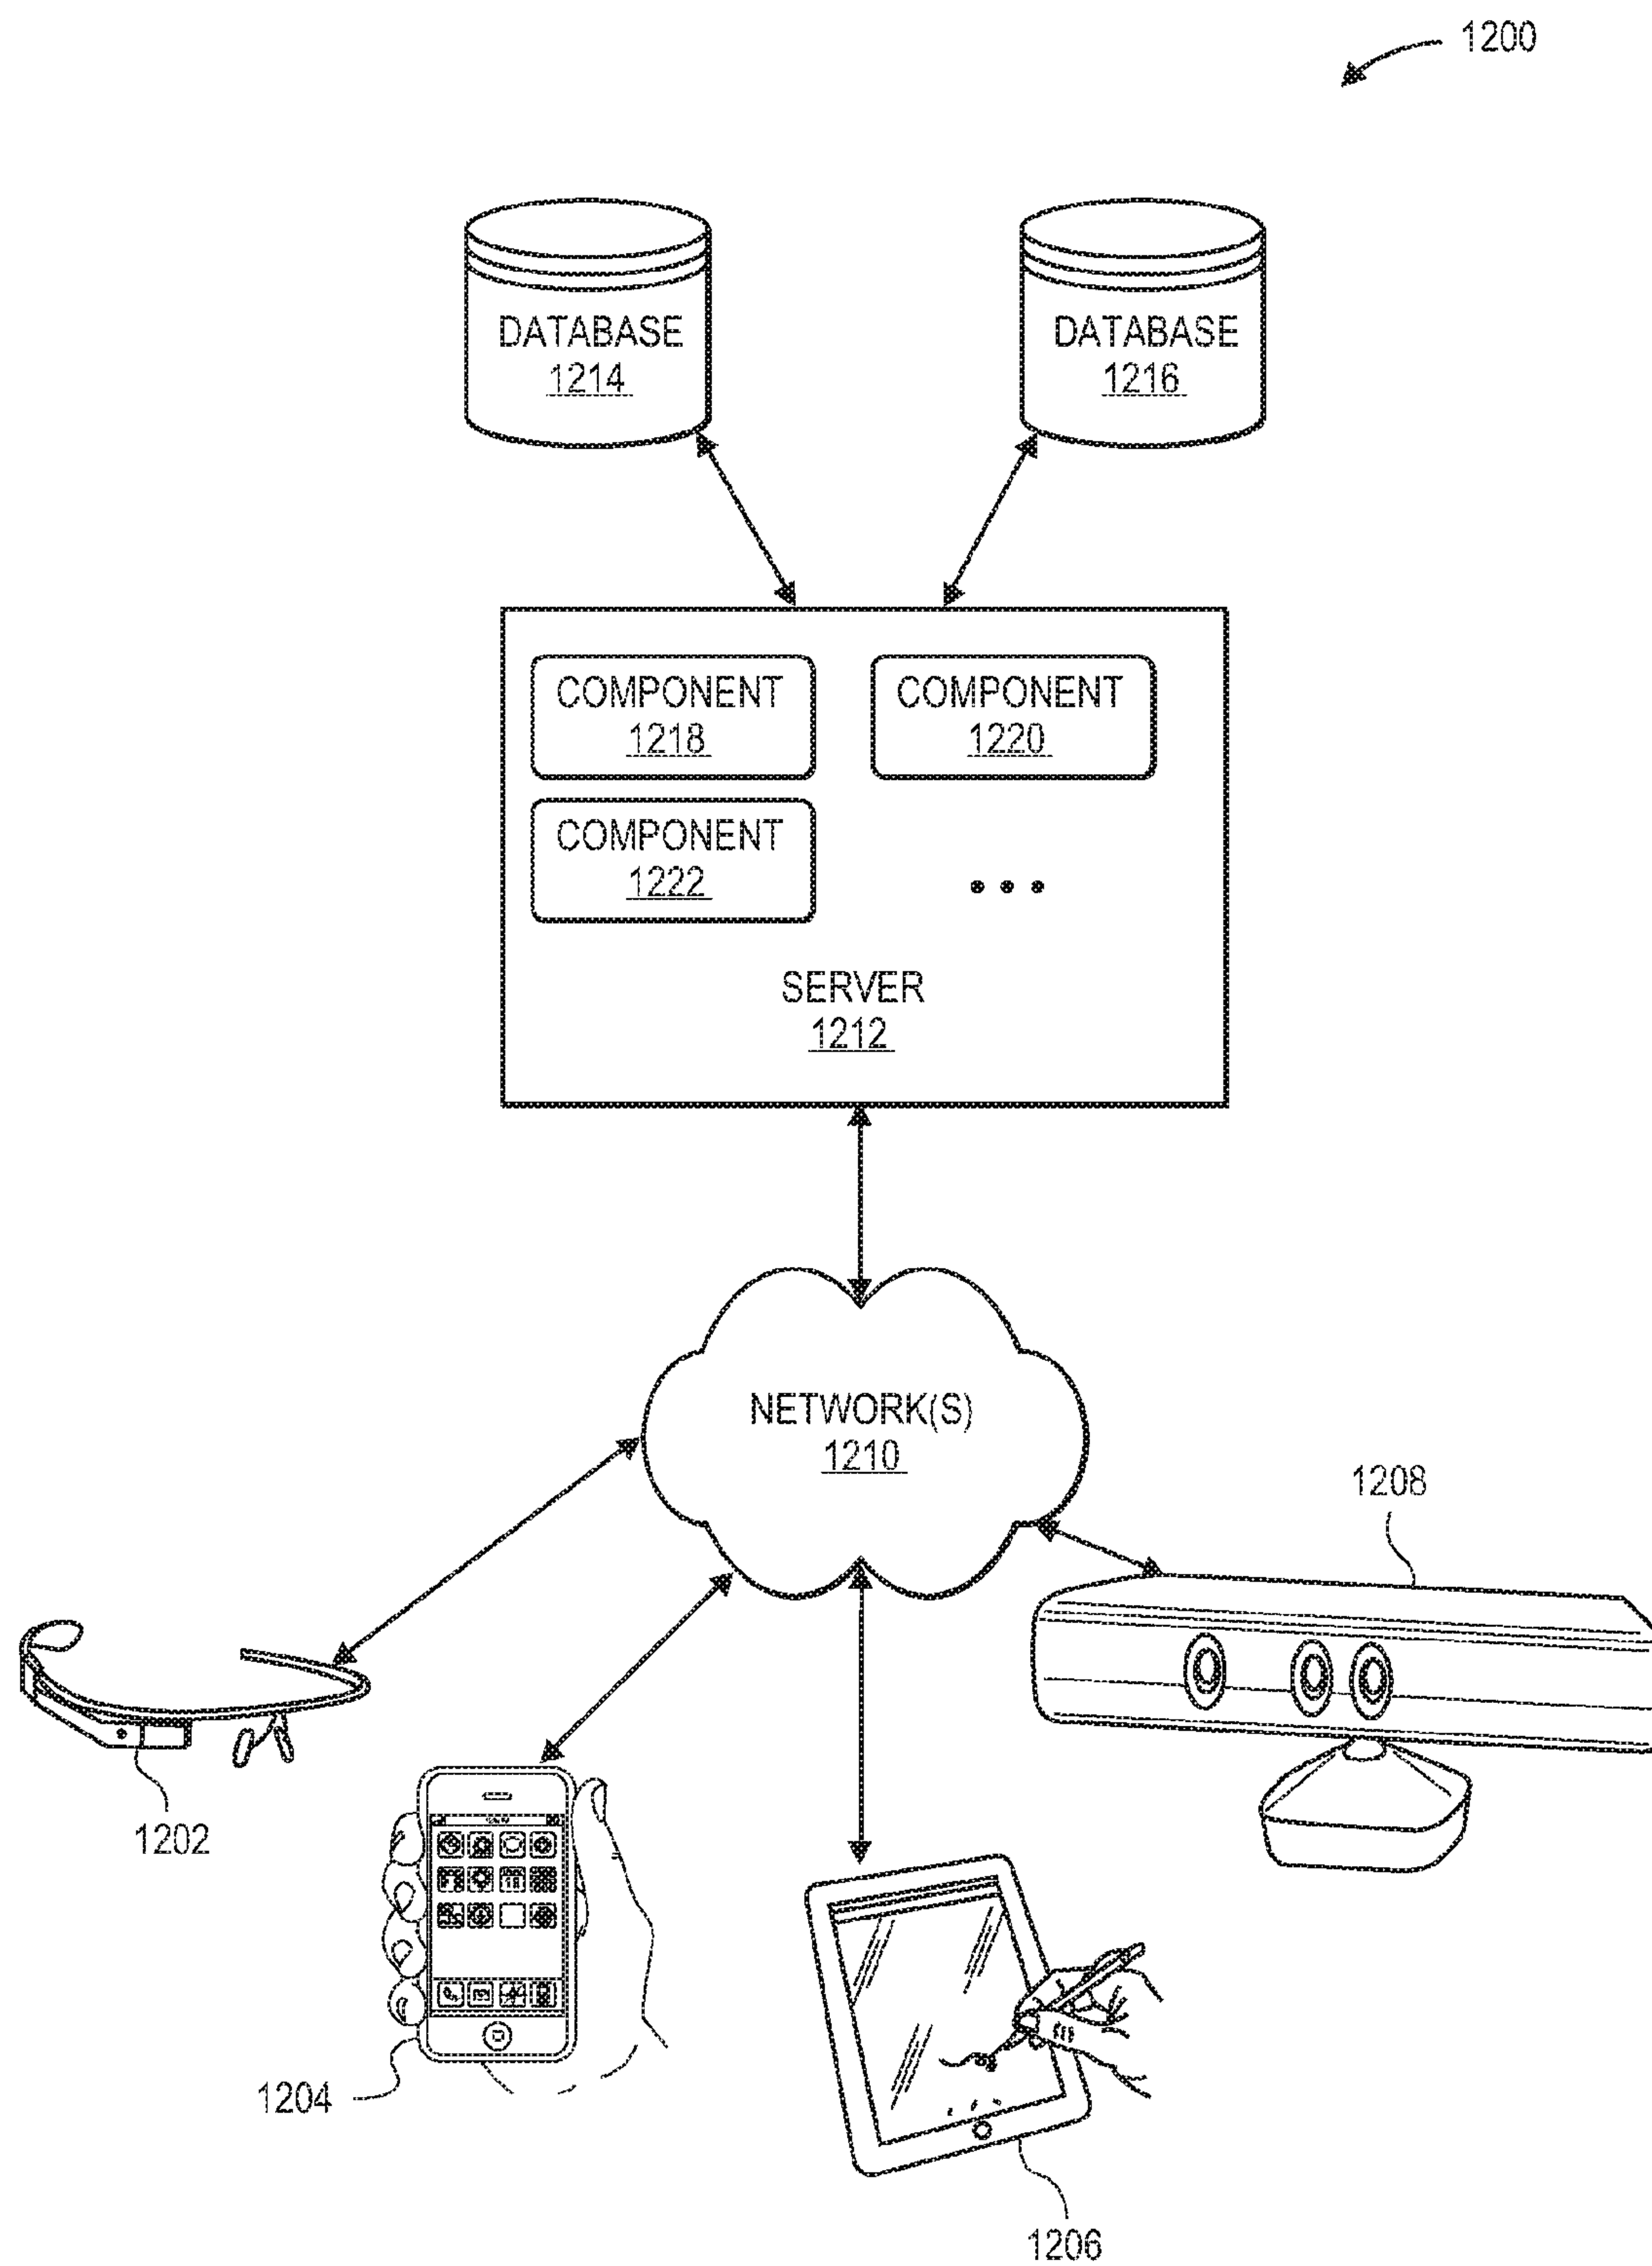 1200
DATABASE
1214
DATABASE
1216
COMPONENT
1218
COMPONENT
1220
COMPONENT
1222
SERVER
1212
NETWORK(S)
1210
1208
1202
1204
1206